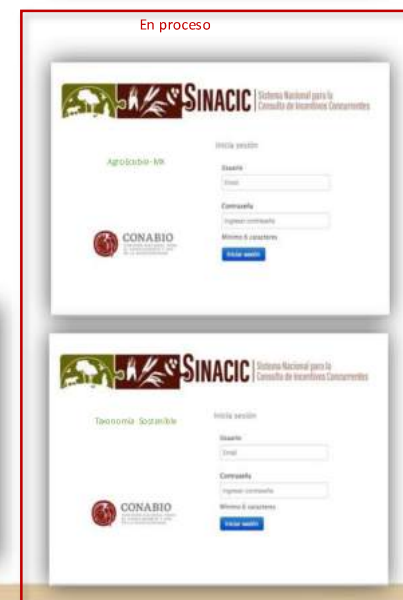 En proceso
SINACIC
Sistema Nacional para la
Consulta de Incentivos Concurrentes
Inicia sesión
Usuario
Email
Contraseña
Ingresar contraseña
Mínimo 6 caracteres
Iniciar sesión
CONABIO
SINACIC
Sistema Nacional para la
Consulta de Incentivos Concurrentes
Taxonomía Sostenible
Inicia sesión
Usuario
Email
Contraseña
Ingresar contraseña
Mínimo 6 caracteres
Iniciar sesión
CONABIO